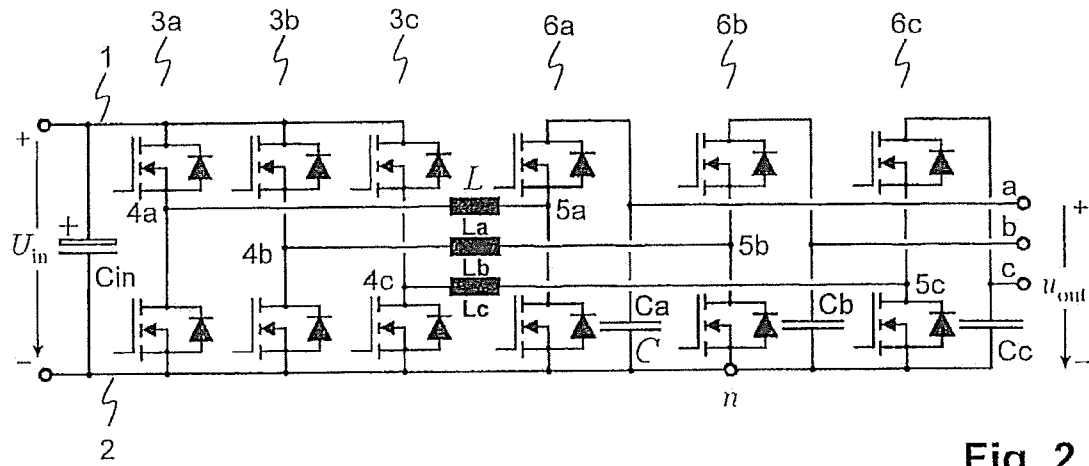 3a 3b 3c 6a 6b 6c
1
+
L
a
4a 5a +
La
b
+
U_in 4b 5b
Lb
Cin 4c c
5c u_out
Lc
Ca Cb
C
Cc
− −
n
2
Fig. 2